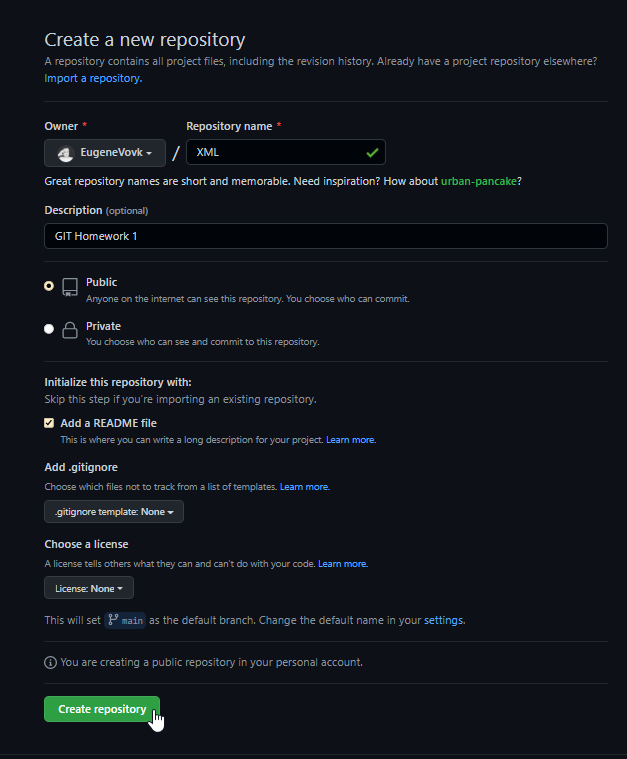 Create a new repository
A repository contains all project files, including the revision history. Already have a project repository elsewhere?
Import a repository.
Owner *
Repository name *
EugeneVovk
/
XML
Great repository names are short and memorable. Need inspiration? How about urban-pancake?
Description (optional)
GIT Homework 1
Public
Anyone on the internet can see this repository. You choose who can commit.
Private
You choose who can see and commit to this repository.
Initialize this repository with:
Skip this step if you're importing an existing repository.
Add a README file
This is where you can write a long description for your project. Learn more.
Add .gitignore
Choose which files not to track from a list of templates. Learn more.
.gitignore template: None
Choose a license
A license tells others what they can and can't do with your code. Learn more.
License: None
This will set main as the default branch. Change the default name in your settings.
You are creating a public repository in your personal account.
Create repository